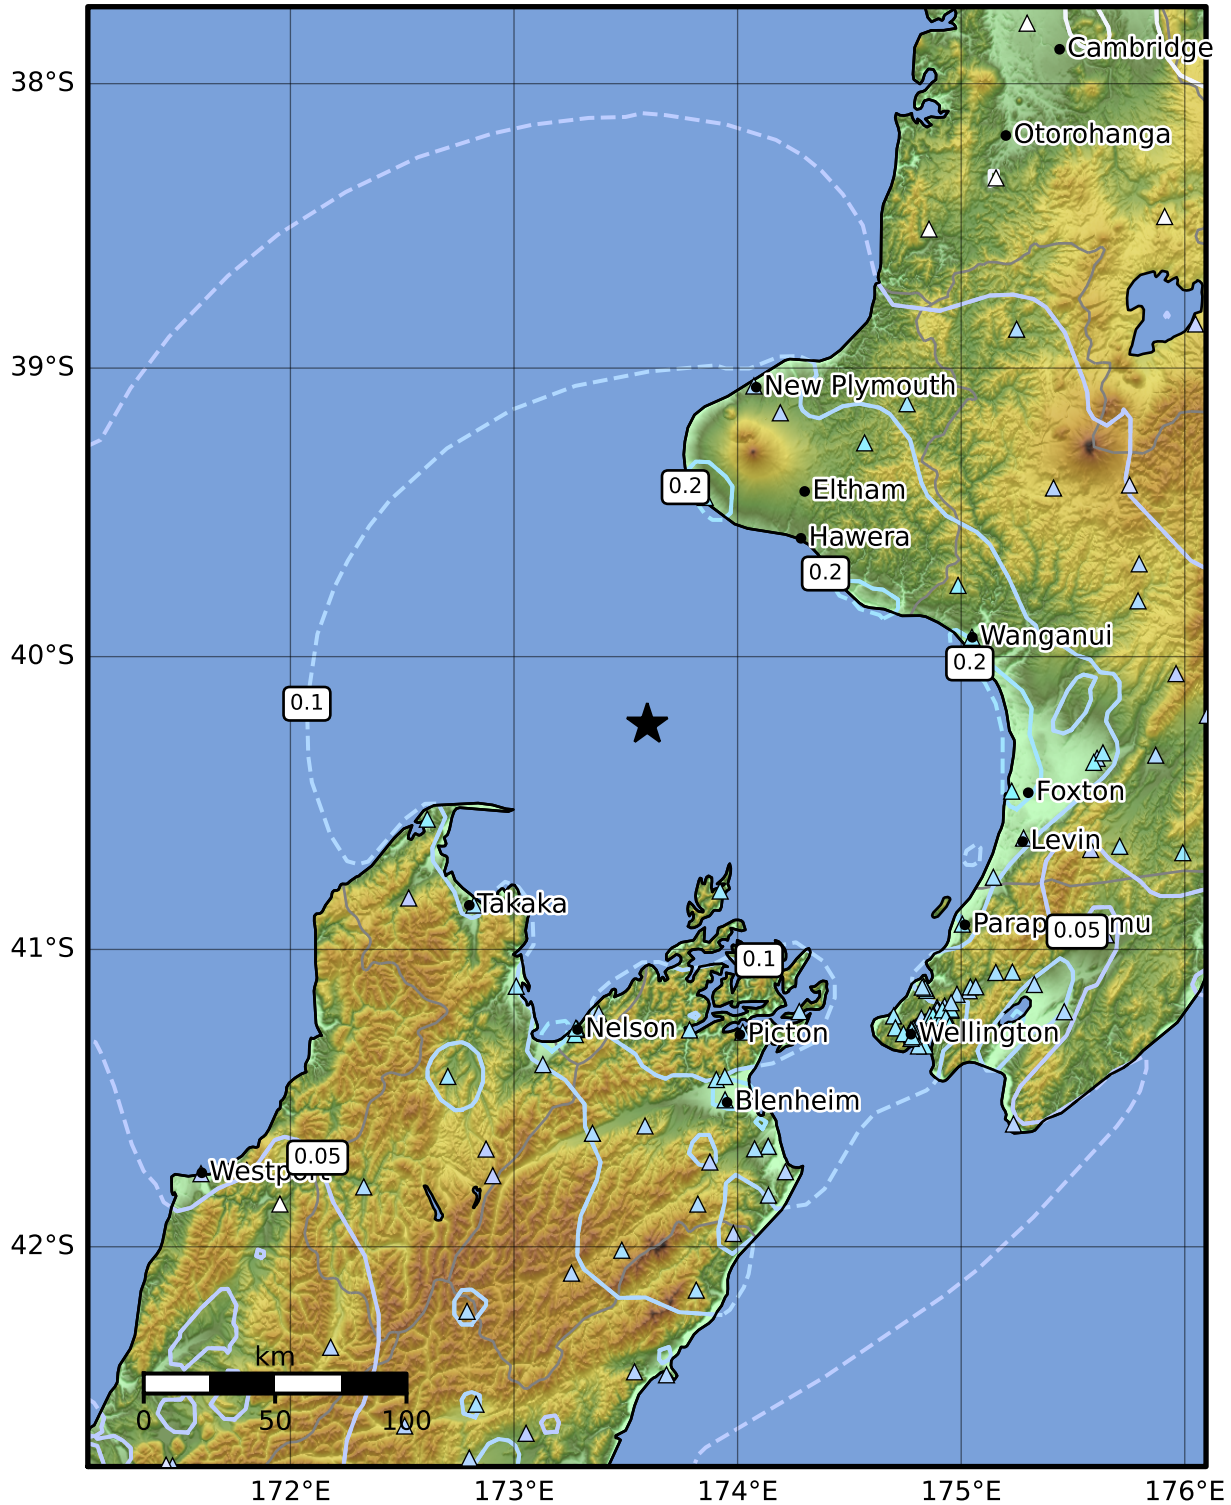 Cambridge
38°S
Otorohanga
39°S
New Plymouth
0.2
Eltham
Hawera
0.2
Wanganui
40°S
0.2
0.1
Foxton
Levin
Takaka
Parap mu
0.05
41°S
0.1
Nelson
Picton
Wellington
Blenheim
0.05
Westport
42°S
km
0 50 100
172°E 173°E 174°E 175°E 176°E